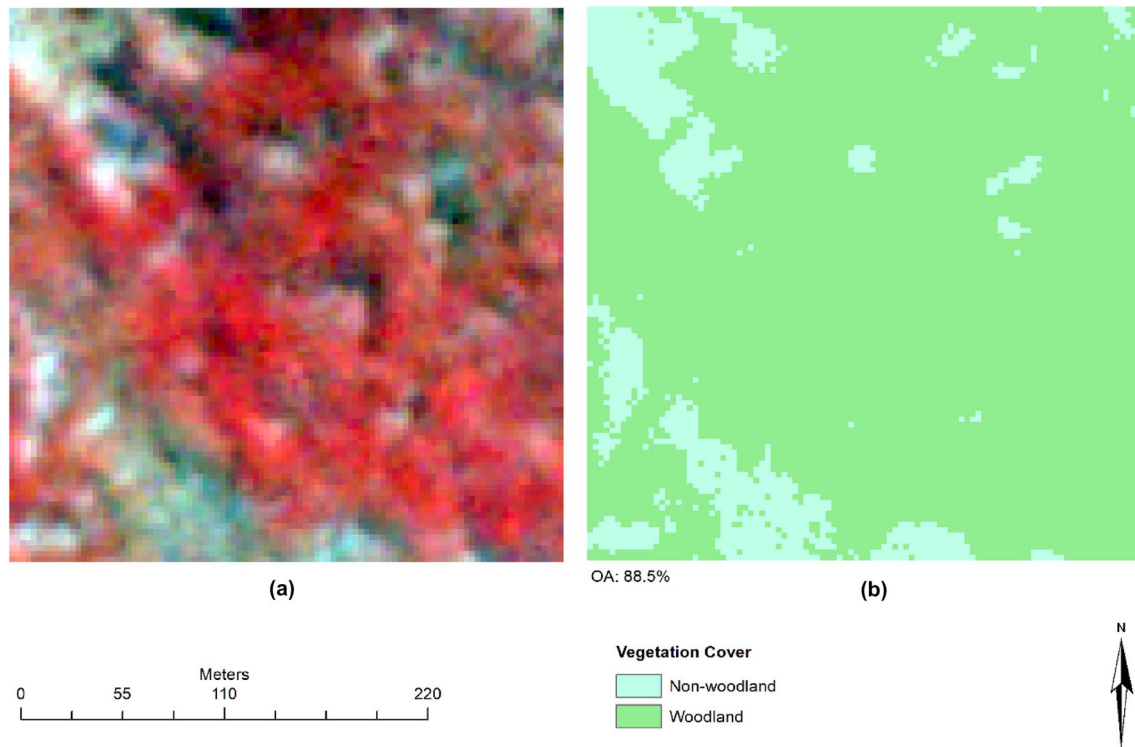 OA: 88.5%
(a)
(b)
Meters
0 55 110 220
Vegetation Cover
Non-woodland
Woodland
N